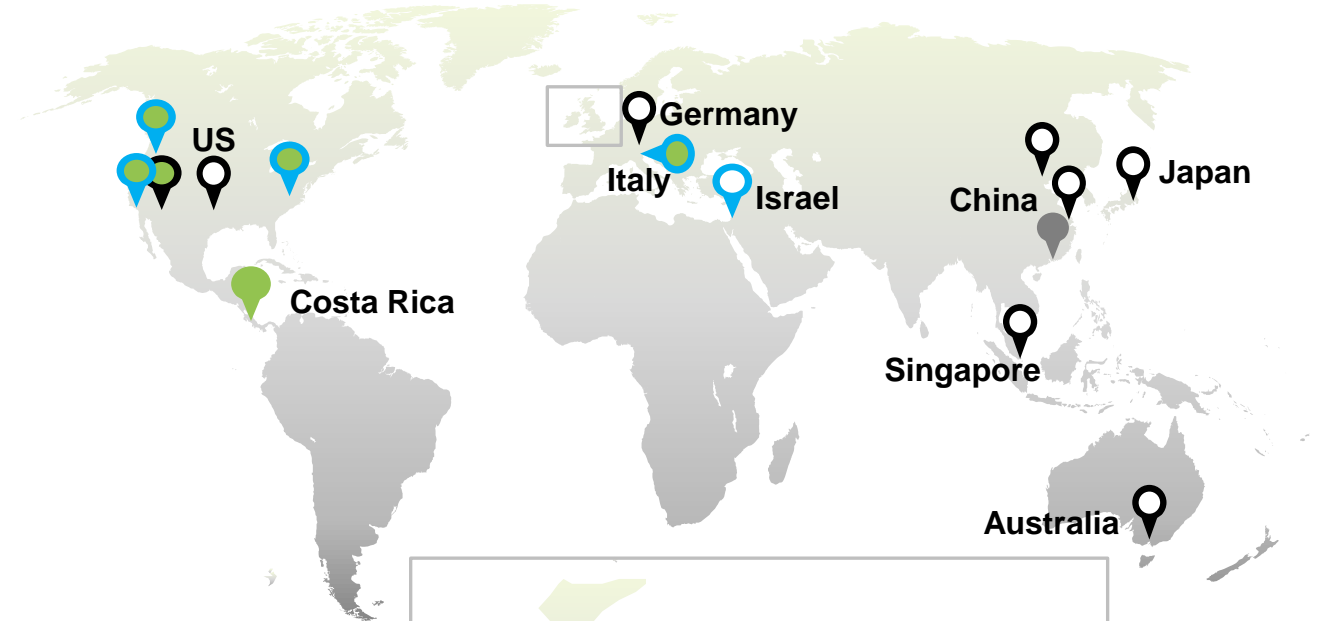 Germany
US
Italy
Japan
Israel
China
Costa Rica
Singapore
Australia